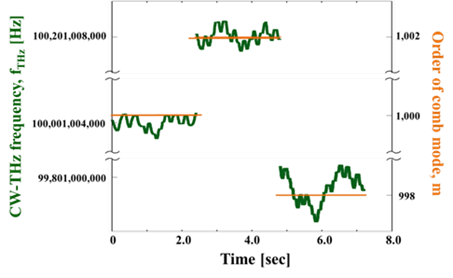 CW-THz frequency, fTHz [Hz]
100,201,008,000
100,001,004,000
99,801,000,000
1,002
1,000
998
Order of comb mode, m
0 2.0 4.0 6.0 8.0
Time [sec]